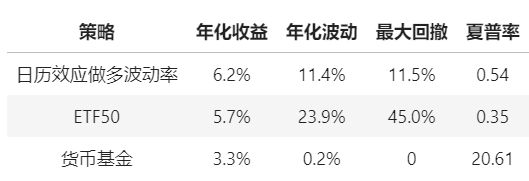 策略 年化收益 年化波动 最大回撤 夏普率
日历效应做多波动率 6.2% 11.4% 11.5% 0.54
ETF50 5.7% 23.9% 45.0% 0.35
货币基金 3.3% 0.2% 0 20.61